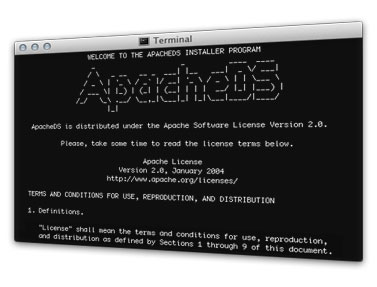 Terminal
WELCOME TO THE APACHEDS INSTALLER PROGRAM
ApacheDS
ApacheDS is distributed under the Apache Software License Version 2.0.
Please, take some time to read the license terms below.
Apache License
Version 2.0, January 2004
http://www.apache.org/licenses/
TERMS AND CONDITIONS FOR USE, REPRODUCTION, AND DISTRIBUTION
1. Definitions.
"License" shall mean the terms and conditions for use, reproduction,
and distribution as defined by Sections 1 through 9 of this document.